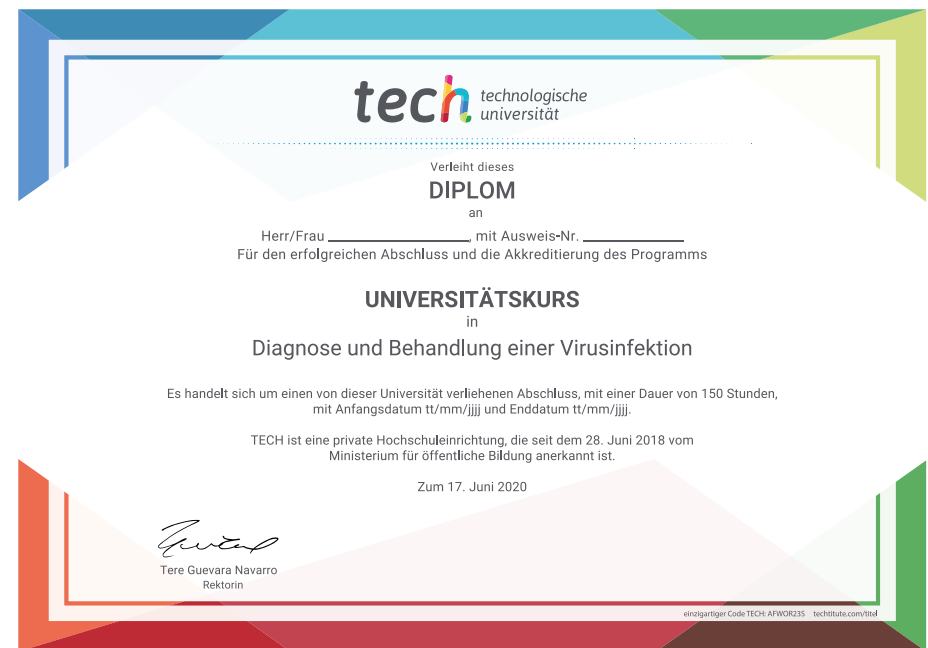 tech technologische
universität
Verleiht dieses
DIPLOM
an
Herr/Frau ____________, mit Ausweis-Nr. ____________
Für den erfolgreichen Abschluss und die Akkreditierung des Programms
UNIVERSITÄTSKURS
in
Diagnose und Behandlung einer Virusinfektion
Es handelt sich um einen von dieser Universität verliehenen Abschluss, mit einer Dauer von 150 Stunden,
mit Anfangsdatum tt/mm/jjjj und Enddatum tt/mm/jjjj.
TECH ist eine private Hochschuleinrichtung, die seit dem 28. Juni 2018 vom
Ministerium für öffentliche Bildung anerkannt ist.
Zum 17. Juni 2020
Tere Guevara Navarro
Rektorin
einzigartiger Code TECH: AFWOR23S techtitute.com/titel